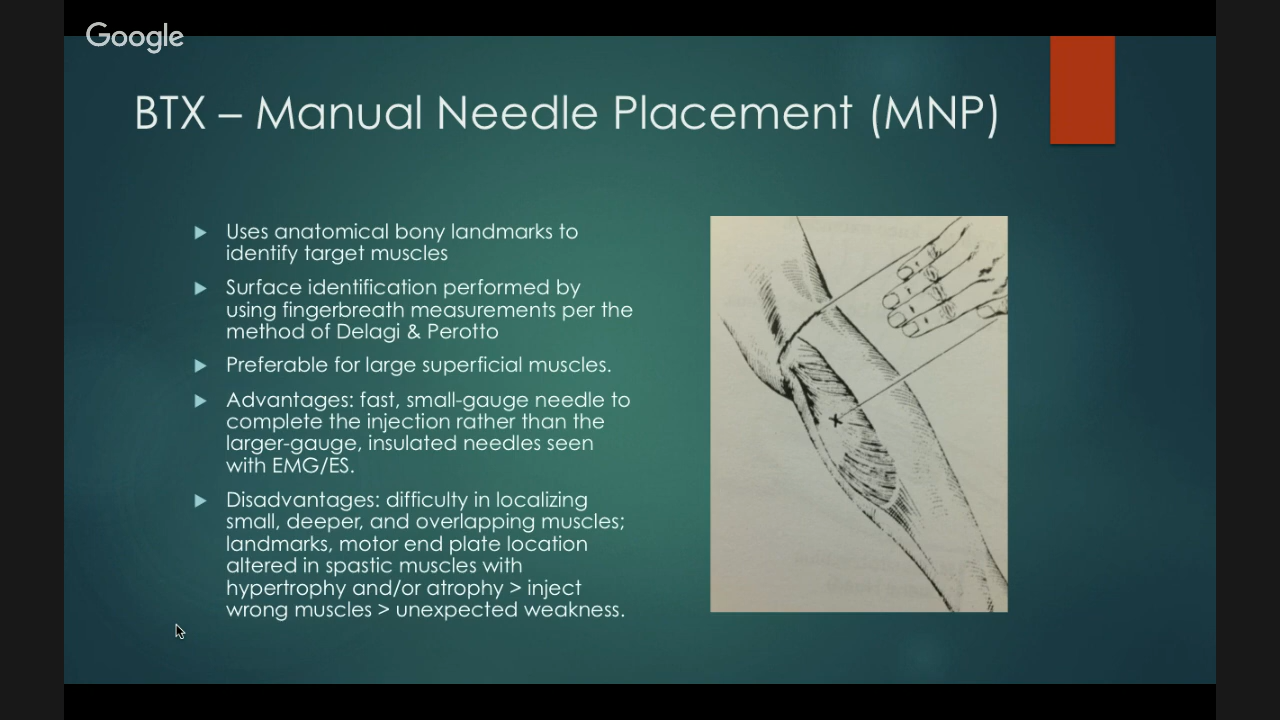 Google
BTX – Manual Needle Placement (MNP)
Uses anatomical bony landmarks to
identify target muscles
Surface identification performed by
using fingerbreath measurements per the
method of Delagi & Perotto
Preferable for large superficial muscles.
Advantages: fast, small-gauge needle to
complete the injection rather than the
larger-gauge, insulated needles seen
with EMG/ES.
Disadvantages: difficulty in localizing
small, deeper, and overlapping muscles;
landmarks, motor end plate location
altered in spastic muscles with
hypertrophy and/or atrophy > inject
wrong muscles > unexpected weakness.